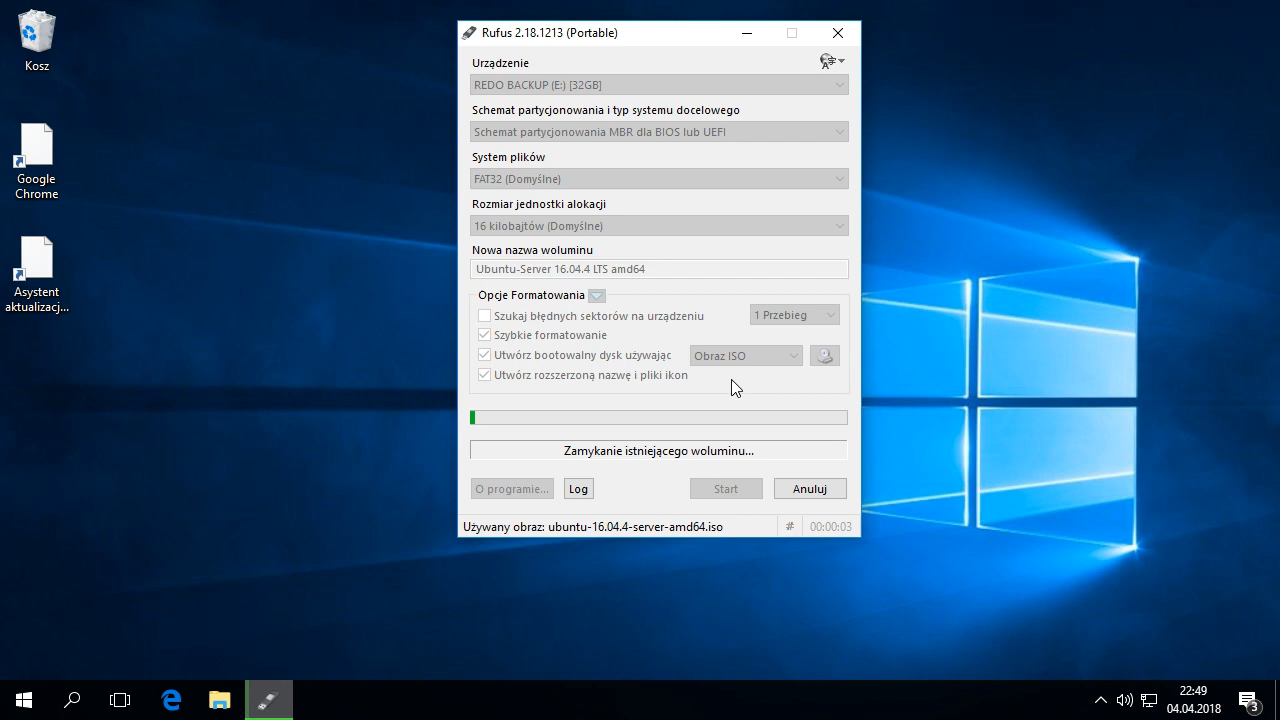 Kosz
Google
Chrome
Asystent
aktualizacj...
Rufus 2.18.1213 (Portable)
Urządzenie
REDO BACKUP (E:) [32GB]
Schemat partycjonowania i typ systemu docelowego
Schemat partycjonowania MBR dla BIOS lub UEFI
System plików
FAT32 (Domyślne)
Rozmiar jednostki alokacji
16 kilobajtów (Domyślne)
Nowa nazwa woluminu
Ubuntu-Server 16.04.4 LTS amd64
Opcje Formatowania
Szukaj błędnych sektorów na urządzeniu 1 Przebieg
Szybkie formatowanie
Utwórz bootowalny dysk używając Obraz ISO
Utwórz rozszerzoną nazwę i pliki ikon
Zamykanie istniejącego woluminu...
O programie... Log Start Anuluj
Używany obraz: ubuntu-16.04.4-server-amd64.iso # 00:00:03
22:49
04.04.2018
3